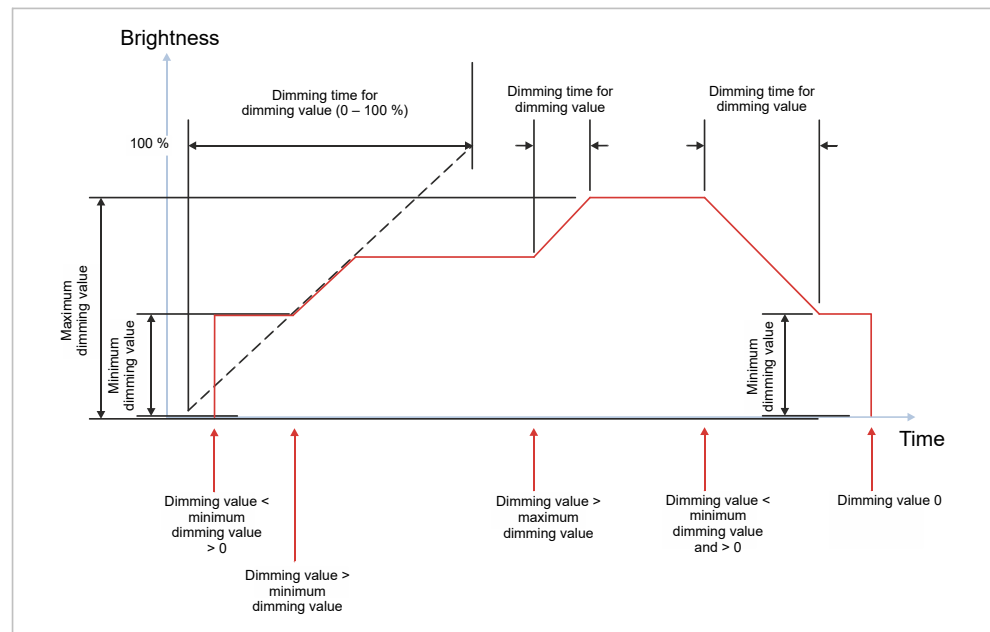 Brightness
Dimming time for
dimming value (0 – 100 %)
Dimming time for
dimming value
Dimming time for
dimming value
100 %
Maximum
dimming value
Minimum
dimming value
Minimum
dimming value
Time
Dimming value <
minimum
dimming value
> 0
Dimming value >
minimum
dimming value
Dimming value >
maximum
dimming value
Dimming value <
minimum
dimming value
and > 0
Dimming value 0